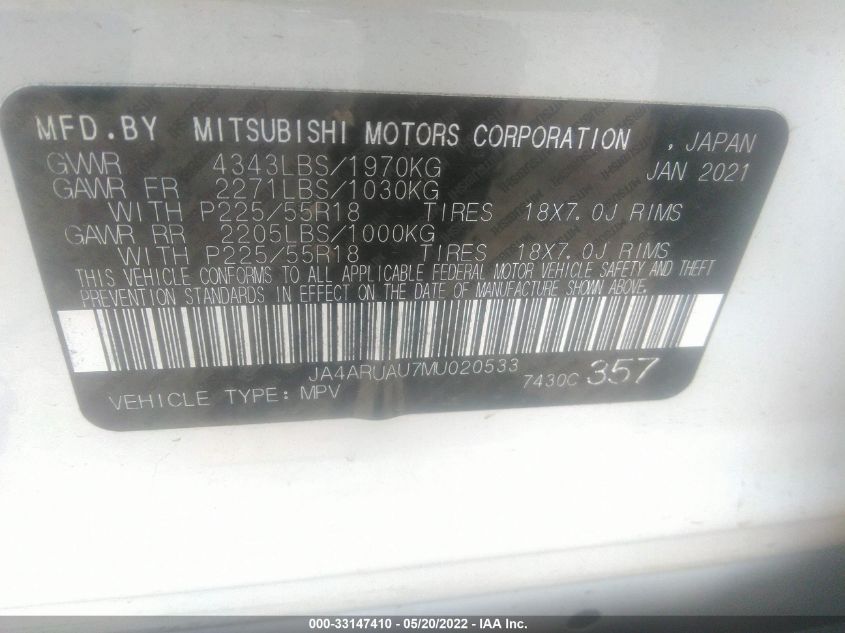 MFD.BY MITSUBISHI MOTORS CORPORATION , JAPAN
GVWR 4343LBS/1970KG JAN 2021
GAWR FR 2271LBS/1030KG
WITH P225/55R18 TIRES 18X7.0J RIMS
GAWR RR 2205LBS/1000KG
WITH P225/55R18 TIRES 18X7.0J RIMS
THIS VEHICLE CONFORMS TO ALL APPLICABLE FEDERAL MOTOR VEHICLE SAFETY AND THEFT
PREVENTION STANDARDS IN EFFECT ON THE DATE OF MANUFACTURE SHOWN ABOVE.
JA4ARUAU7MU020533 7430C 357
VEHICLE TYPE: MPV
000-33147410 — 05/20/2022 — IAA Inc.